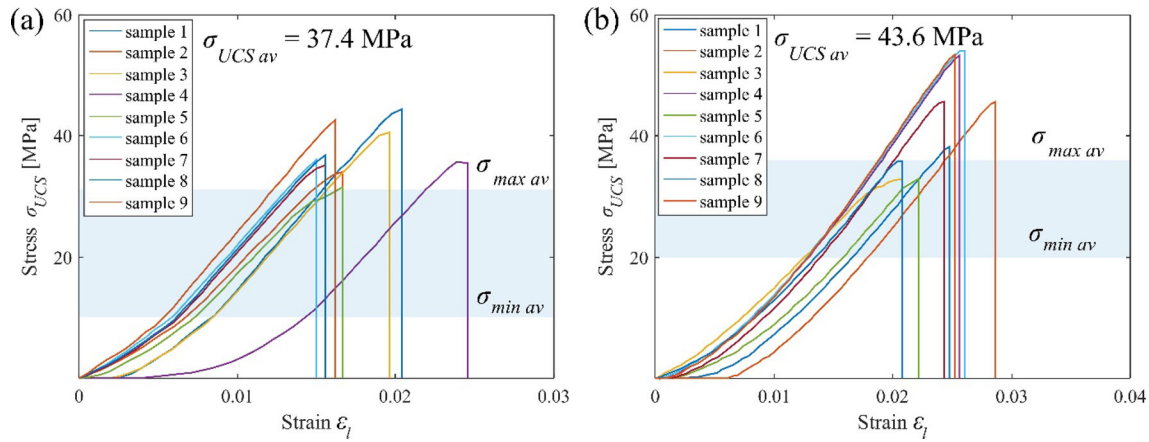 (a)
60
40
20
0
Stress σUCS [MPa]
sample 1
sample 2
sample 3
sample 4
sample 5
sample 6
sample 7
sample 8
sample 9
σUCS av = 37.4 MPa
σmax av
σmin av
0
0.01
0.02
0.03
Strain εl
(b)
60
40
20
0
Stress σUCS [MPa]
sample 1
sample 2
sample 3
sample 4
sample 5
sample 6
sample 7
sample 8
sample 9
σUCS av = 43.6 MPa
σmax av
σmin av
0
0.01
0.02
0.03
0.04
Strain εl